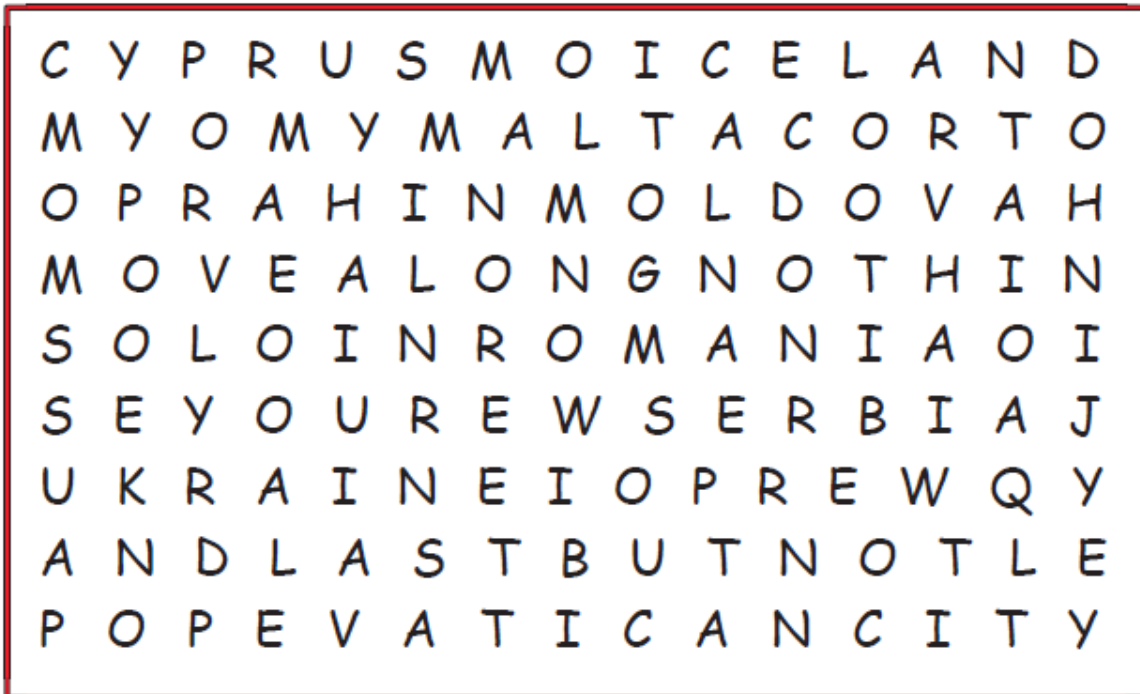 C Y P R U S M O I C E L A N D
M Y O M Y M A L T A C O R T O
O P R A H I N M O L D O V A H
M O V E A L O N G N O T H I N
S O L O I N R O M A N I A O I
S E Y O U R E W S E R B I A J
U K R A I N E I O P R E W Q Y
A N D L A S T B U T N O T L E
P O P E V A T I C A N C I T Y